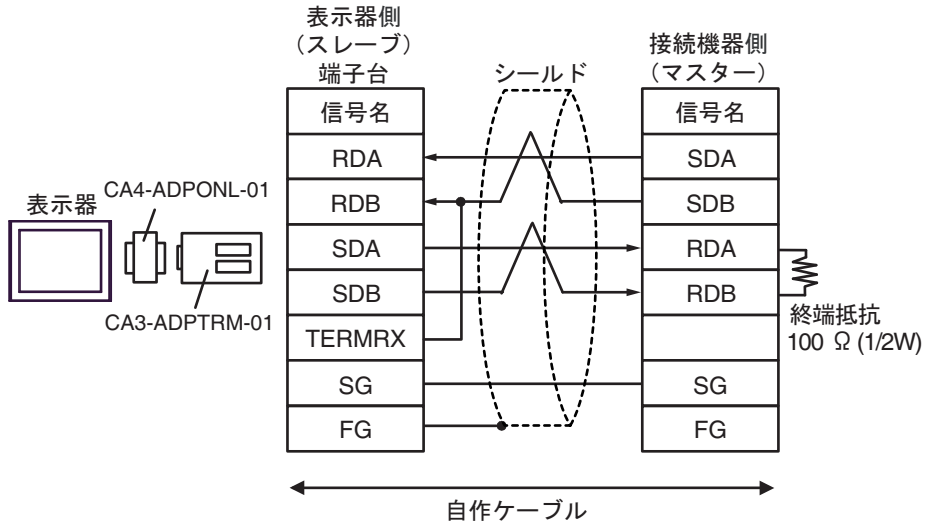 表示器側
（スレーブ）
端子台
シールド
接続機器側
（マスター）
信号名
信号名
RDA
SDA
RDB
SDB
SDA
RDA
SDB
RDB
TERMRX
SG
SG
FG
FG
表示器
CA4-ADPONL-01
CA3-ADPTRM-01
終端抵抗
100 Ω (1/2W)
自作ケーブル